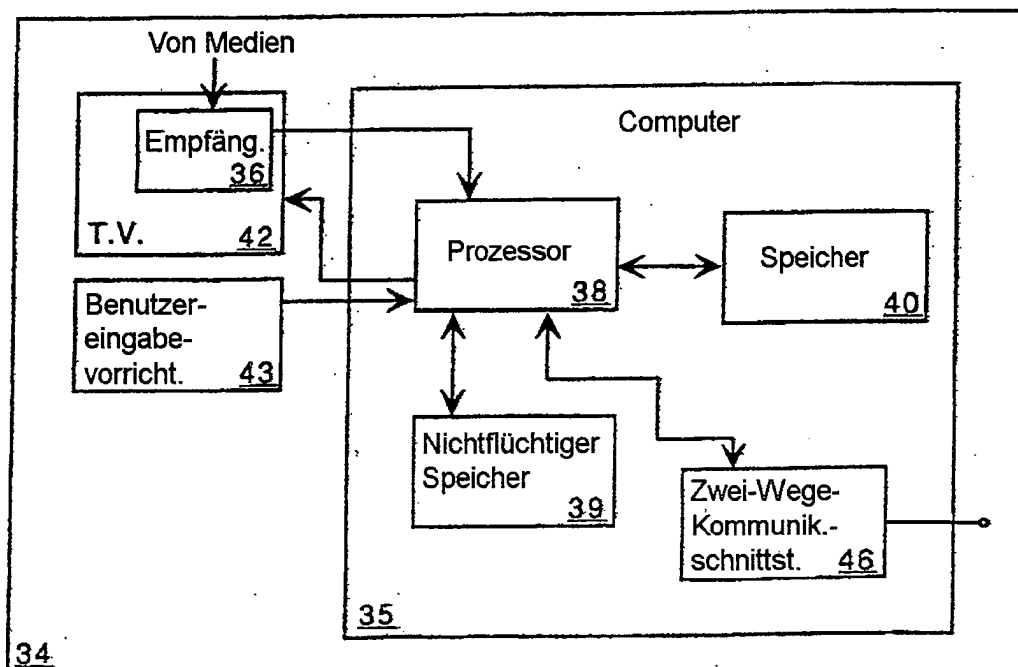 Von Medien
Empfäng.
36
T.V.
42
Benutzer-
eingabe-
vorricht.
43
Computer
Prozessor
38
Speicher
40
Nichtflüchtiger
Speicher
39
Zwei-Wege-
Kommunik.-
schnittst.
46
35
34